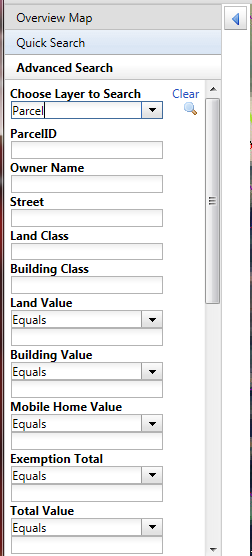 Overview Map
Quick Search
Advanced Search
Choose Layer to Search Clear
Parcel
ParcelID
Owner Name
Street
Land Class
Building Class
Land Value
Equals
Building Value
Equals
Mobile Home Value
Equals
Exemption Total
Equals
Total Value
Equals